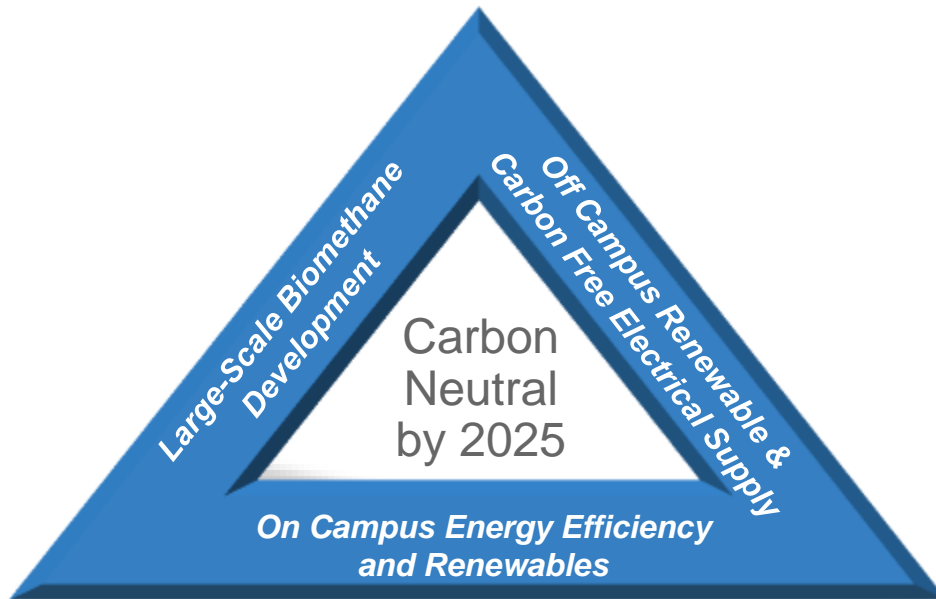 Large-Scale Biomethane
Development
Off Campus Renewable &
Carbon Free Electrical Supply
Carbon
Neutral
by 2025
On Campus Energy Efficiency
and Renewables